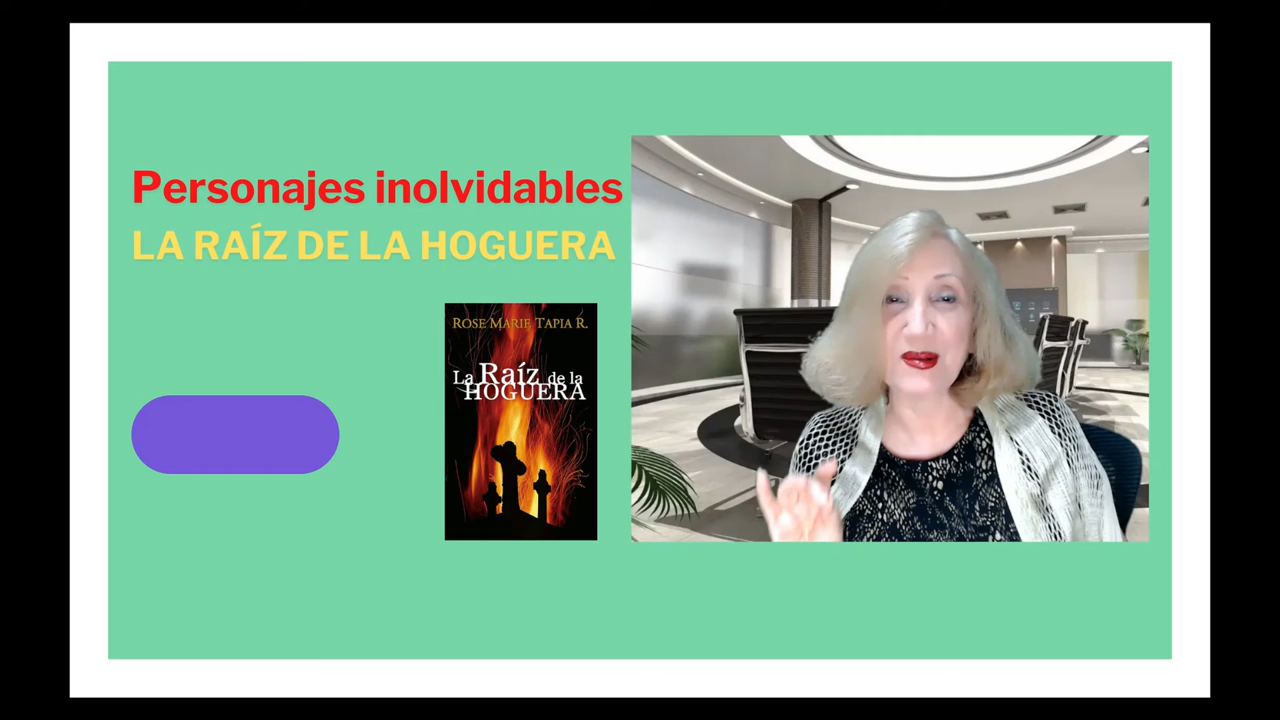 Personajes inolvidables
LA RAÍZ DE LA HOGUERA
ROSE MARIE TAPIA R.
La Raíz de la
HOGUERA